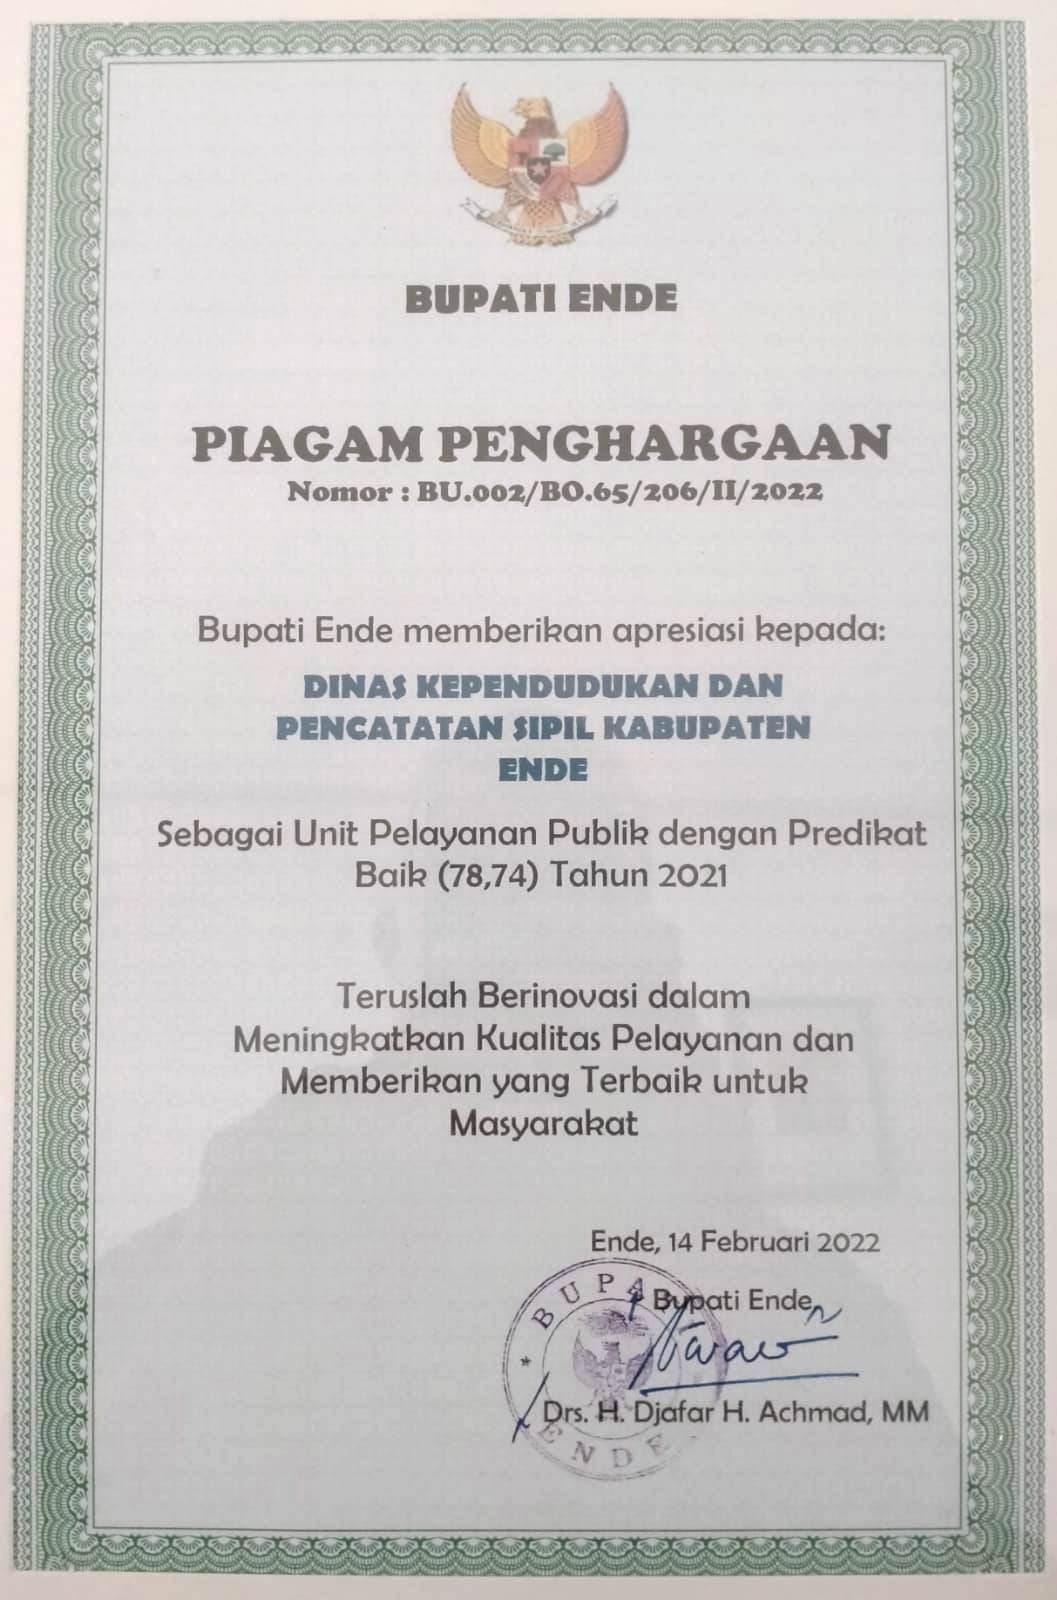 BUPATI ENDE
PIAGAM PENGHARGAAN
Nomor : BU.002/BO.65/206/II/2022
Bupati Ende memberikan apresiasi kepada:
DINAS KEPENDUDUKAN DAN
PENCATATAN SIPIL KABUPATEN
ENDE
Sebagai Unit Pelayanan Publik dengan Predikat
Baik (78,74) Tahun 2021
Teruslah Berinovasi dalam
Meningkatkan Kualitas Pelayanan dan
Memberikan yang Terbaik untuk
Masyarakat
Ende, 14 Februari 2022
Bupati Ende
Drs. H. Djafar H. Achmad, MM
BUPA
ENDE